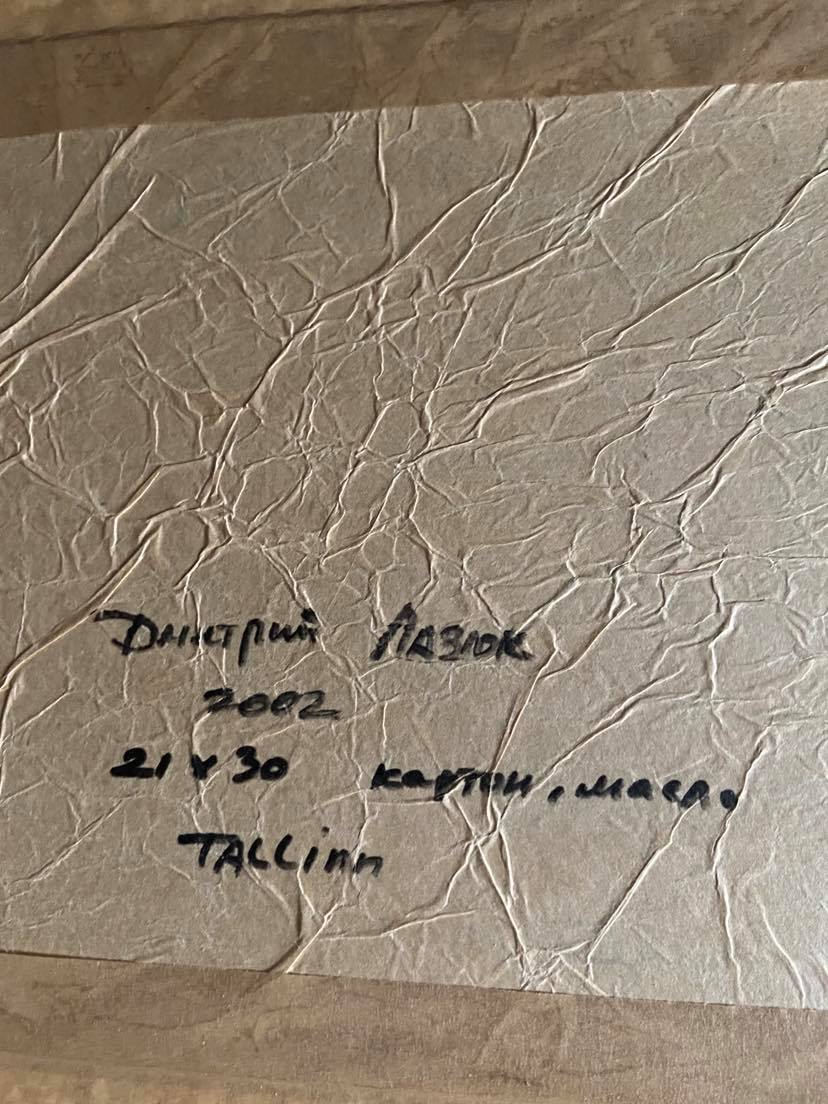 Дмитрий Лазюк
2002
21 x 30 картон, масло
TALLinn